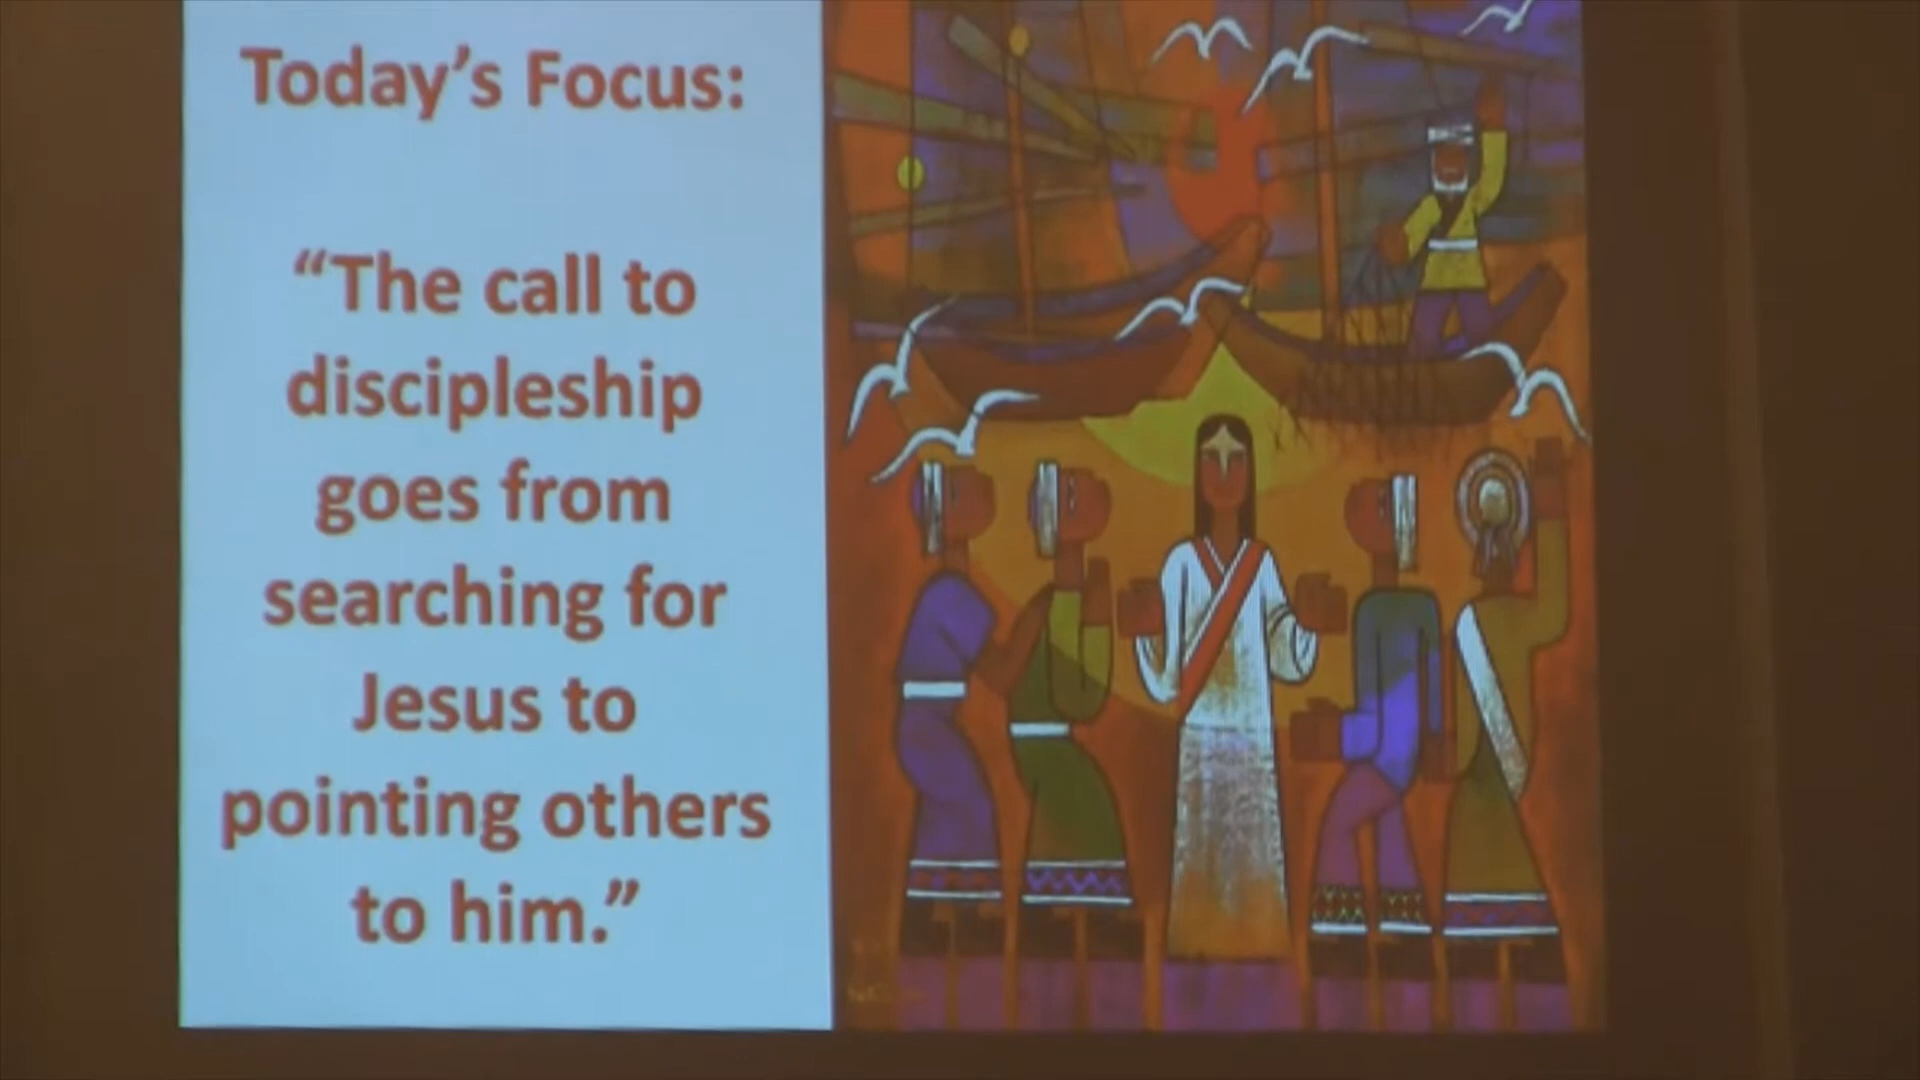 Today’s Focus:
“The call to
discipleship
goes from
searching for
Jesus to
pointing others
to him.”